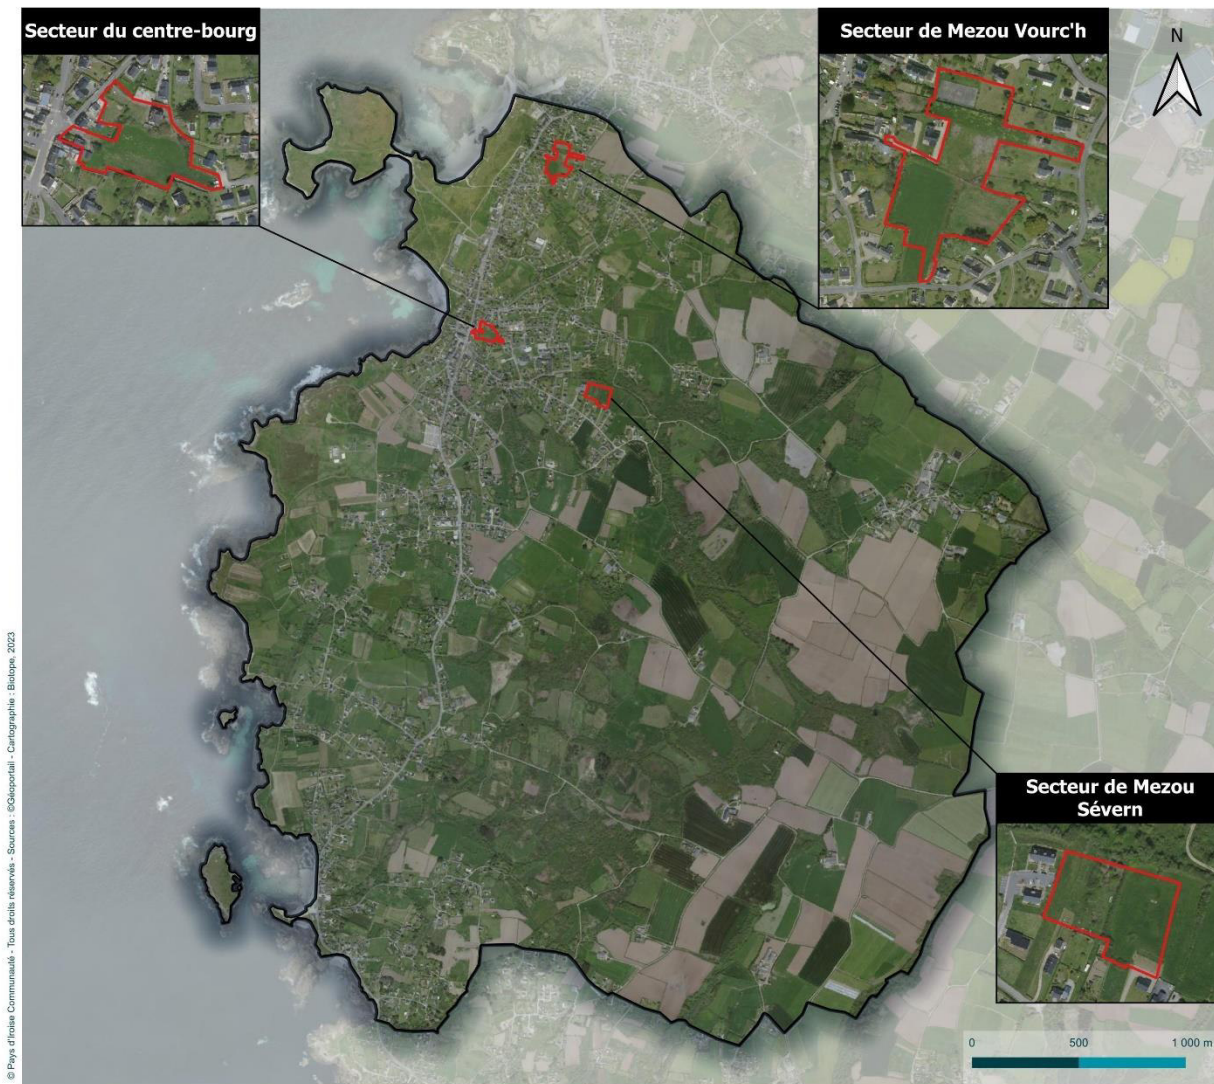 Secteur du centre-bourg
Secteur de Mezou Vourc'h
N
Secteur de Mezou
Sévern
0 500 1 000 m
© Pays d'Iroise Communauté - Tous droits réservés - Sources : ©Géoportail - Cartographie : Biotope, 2023